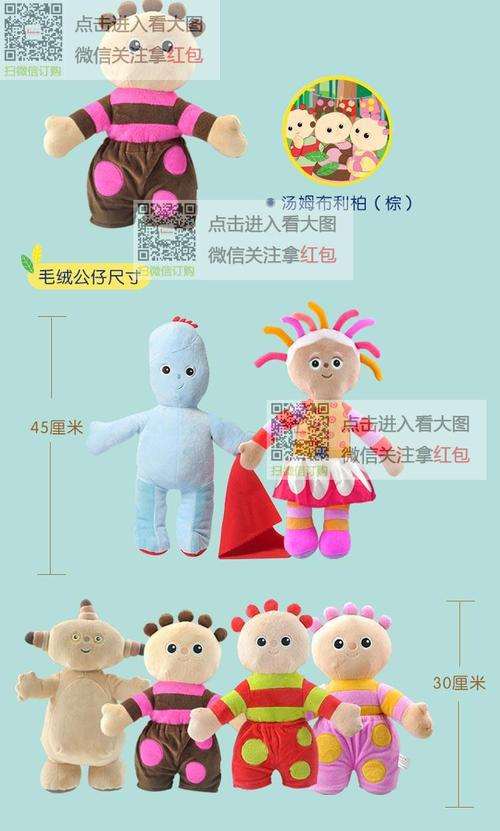 点击进入看大图
微信关注拿红包
扫微信订购
汤姆布利柏（棕）
点击进入看大图
微信关注拿红包
扫微信订购
毛绒公仔尺寸
45厘米
点击进入看大图
微信关注拿红包
扫微信订购
30厘米